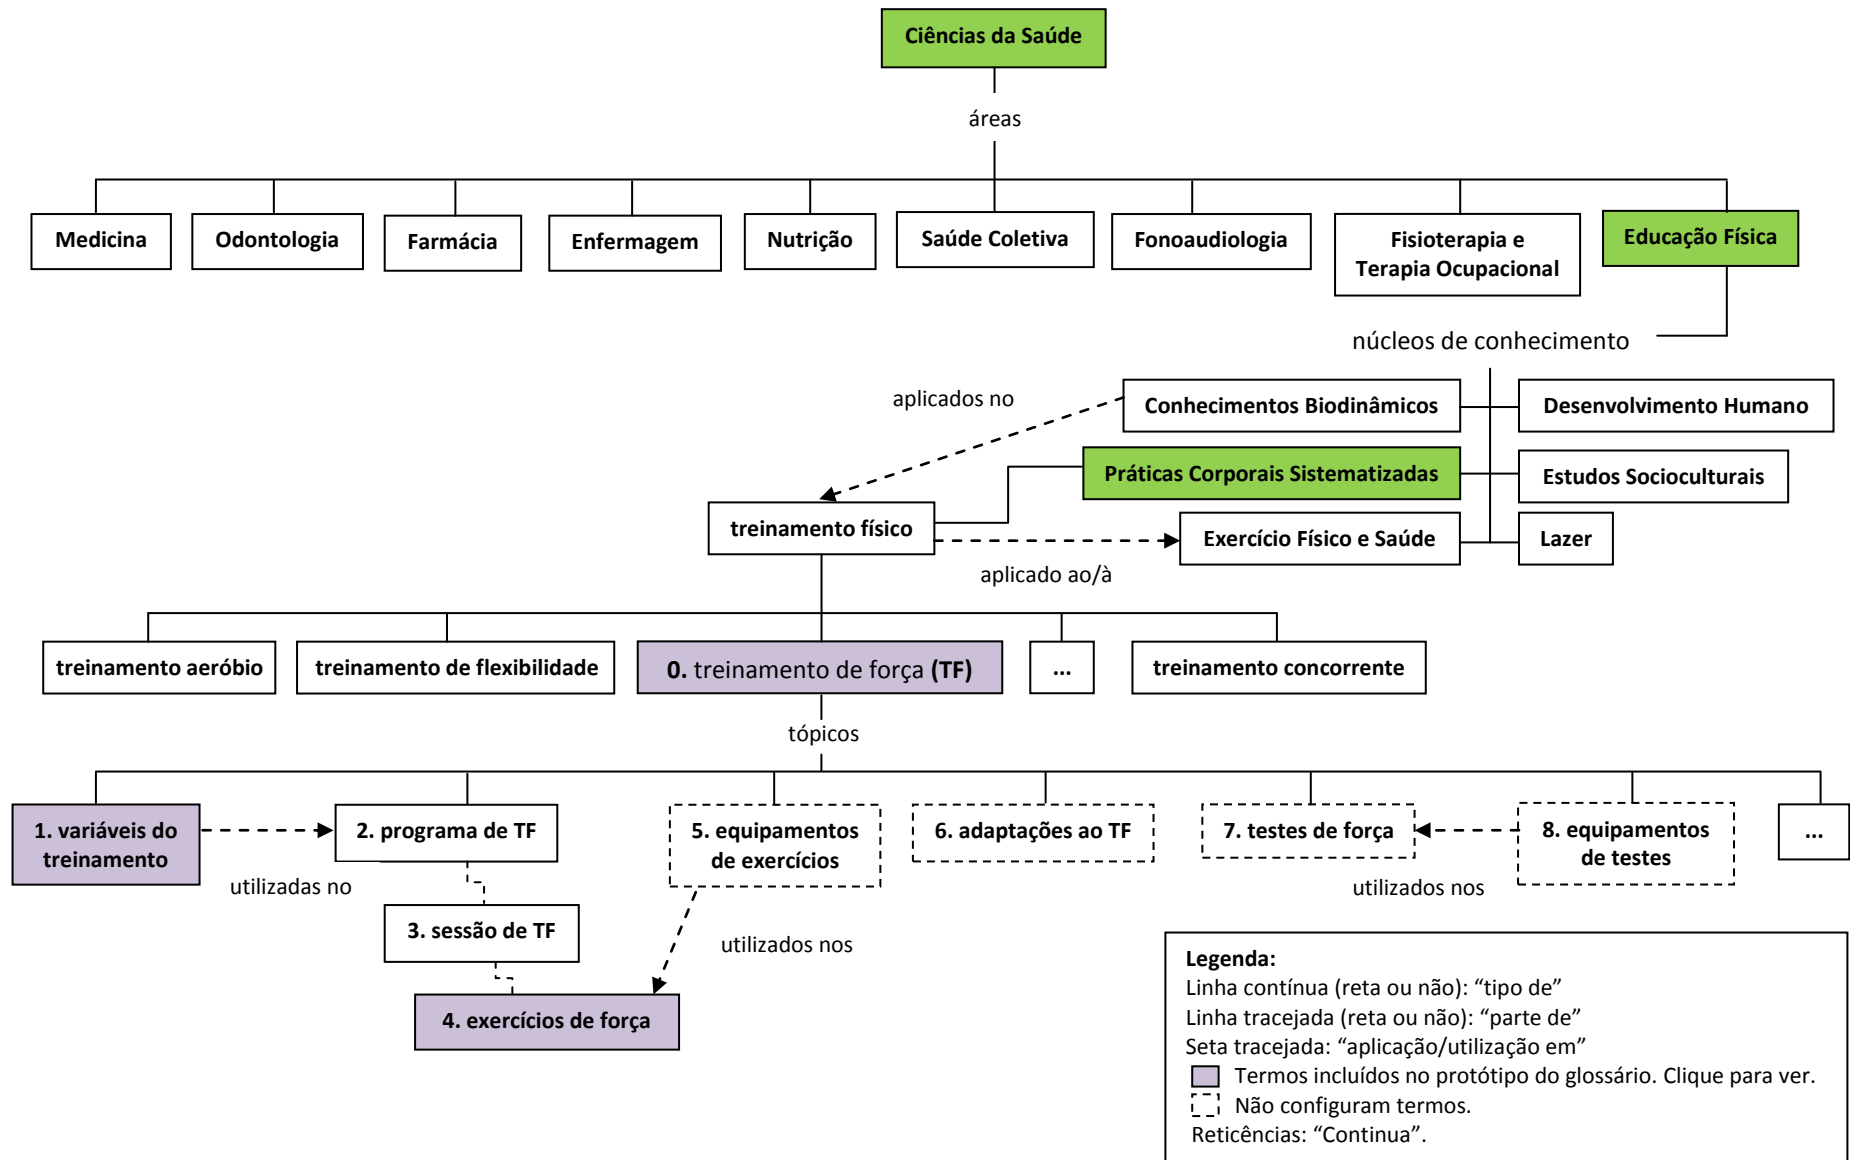 Ciências da Saúde
áreas
Medicina
Odontologia
Farmácia
Enfermagem
Nutrição
Saúde Coletiva
Fonoaudiologia
Fisioterapia e
Terapia Ocupacional
Educação Física
núcleos de conhecimento
aplicados no
Conhecimentos Biodinâmicos
Desenvolvimento Humano
Práticas Corporais Sistematizadas
Estudos Socioculturais
treinamento físico
Exercício Físico e Saúde
Lazer
aplicado ao/à
treinamento aeróbio
treinamento de flexibilidade
0. treinamento de força (TF)
...
treinamento concorrente
tópicos
1. variáveis do
treinamento
2. programa de TF
5. equipamentos
de exercícios
6. adaptações ao TF
7. testes de força
8. equipamentos
de testes
...
utilizadas no
utilizados nos
3. sessão de TF
utilizados nos
4. exercícios de força
Legenda:
Linha contínua (reta ou não): “tipo de”
Linha tracejada (reta ou não): “parte de”
Seta tracejada: “aplicação/utilização em”
Termos incluídos no protótipo do glossário. Clique para ver.
Não configuram termos.
Reticências: “Continua”.